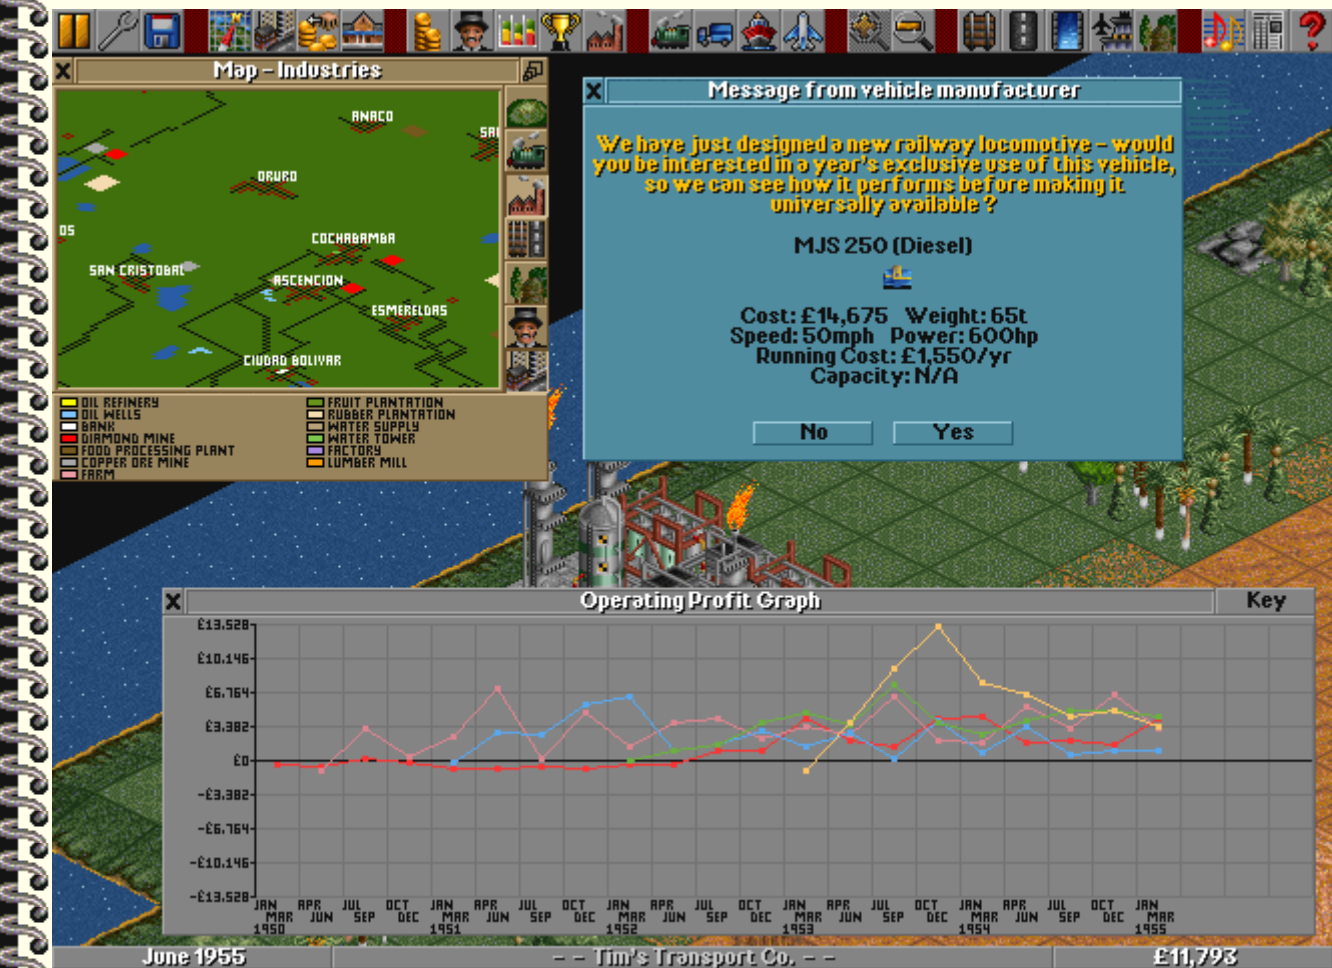 Map - Industries
ANACO
SA
ORURO
OS
COCHABAMBA
SAN CRISTOBAL
ASCENCION
ESMERELDAS
CIUDAD BOLIVAR
OIL REFINERY
OIL WELLS
BANK
DIAMOND MINE
FOOD PROCESSING PLANT
COPPER ORE MINE
FARM
FRUIT PLANTATION
RUBBER PLANTATION
WATER SUPPLY
WATER TOWER
FACTORY
LUMBER MILL
Message from vehicle manufacturer
We have just designed a new railway locomotive - would
you be interested in a year's exclusive use of this vehicle,
so we can see how it performs before making it
universally available ?
MJS 250 (Diesel)
Cost: £14,675 Weight: 65t
Speed: 50mph Power: 600hp
Running Cost: £1,550/yr
Capacity: N/A
No
Yes
Operating Profit Graph
Key
£13,528
£10,146
£6,764
£3,382
£0
-£3,382
-£6,764
-£10,146
-£13,528
JAN APR JUL OCT JAN APR JUL OCT JAN APR JUL OCT JAN APR JUL OCT JAN APR JUL OCT JAN
MAR JUN SEP DEC MAR JUN SEP DEC MAR JUN SEP DEC MAR JUN SEP DEC MAR JUN SEP DEC MAR
1950 1951 1952 1953 1954 1955
June 1955
- - Tim's Transport Co. - -
£11,793